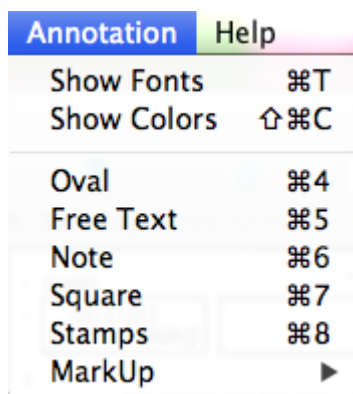 Annotation Help
Show Fonts ⌘T
Show Colors ⇧⌘C
Oval ⌘4
Free Text ⌘5
Note ⌘6
Square ⌘7
Stamps ⌘8
MarkUp ▶